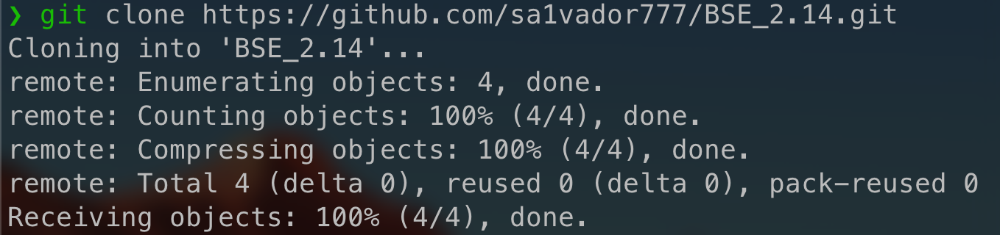 ❯ git clone https://github.com/sa1vador777/BSE_2.14.git
Cloning into 'BSE_2.14'...
remote: Enumerating objects: 4, done.
remote: Counting objects: 100% (4/4), done.
remote: Compressing objects: 100% (4/4), done.
remote: Total 4 (delta 0), reused 0 (delta 0), pack-reused 0
Receiving objects: 100% (4/4), done.